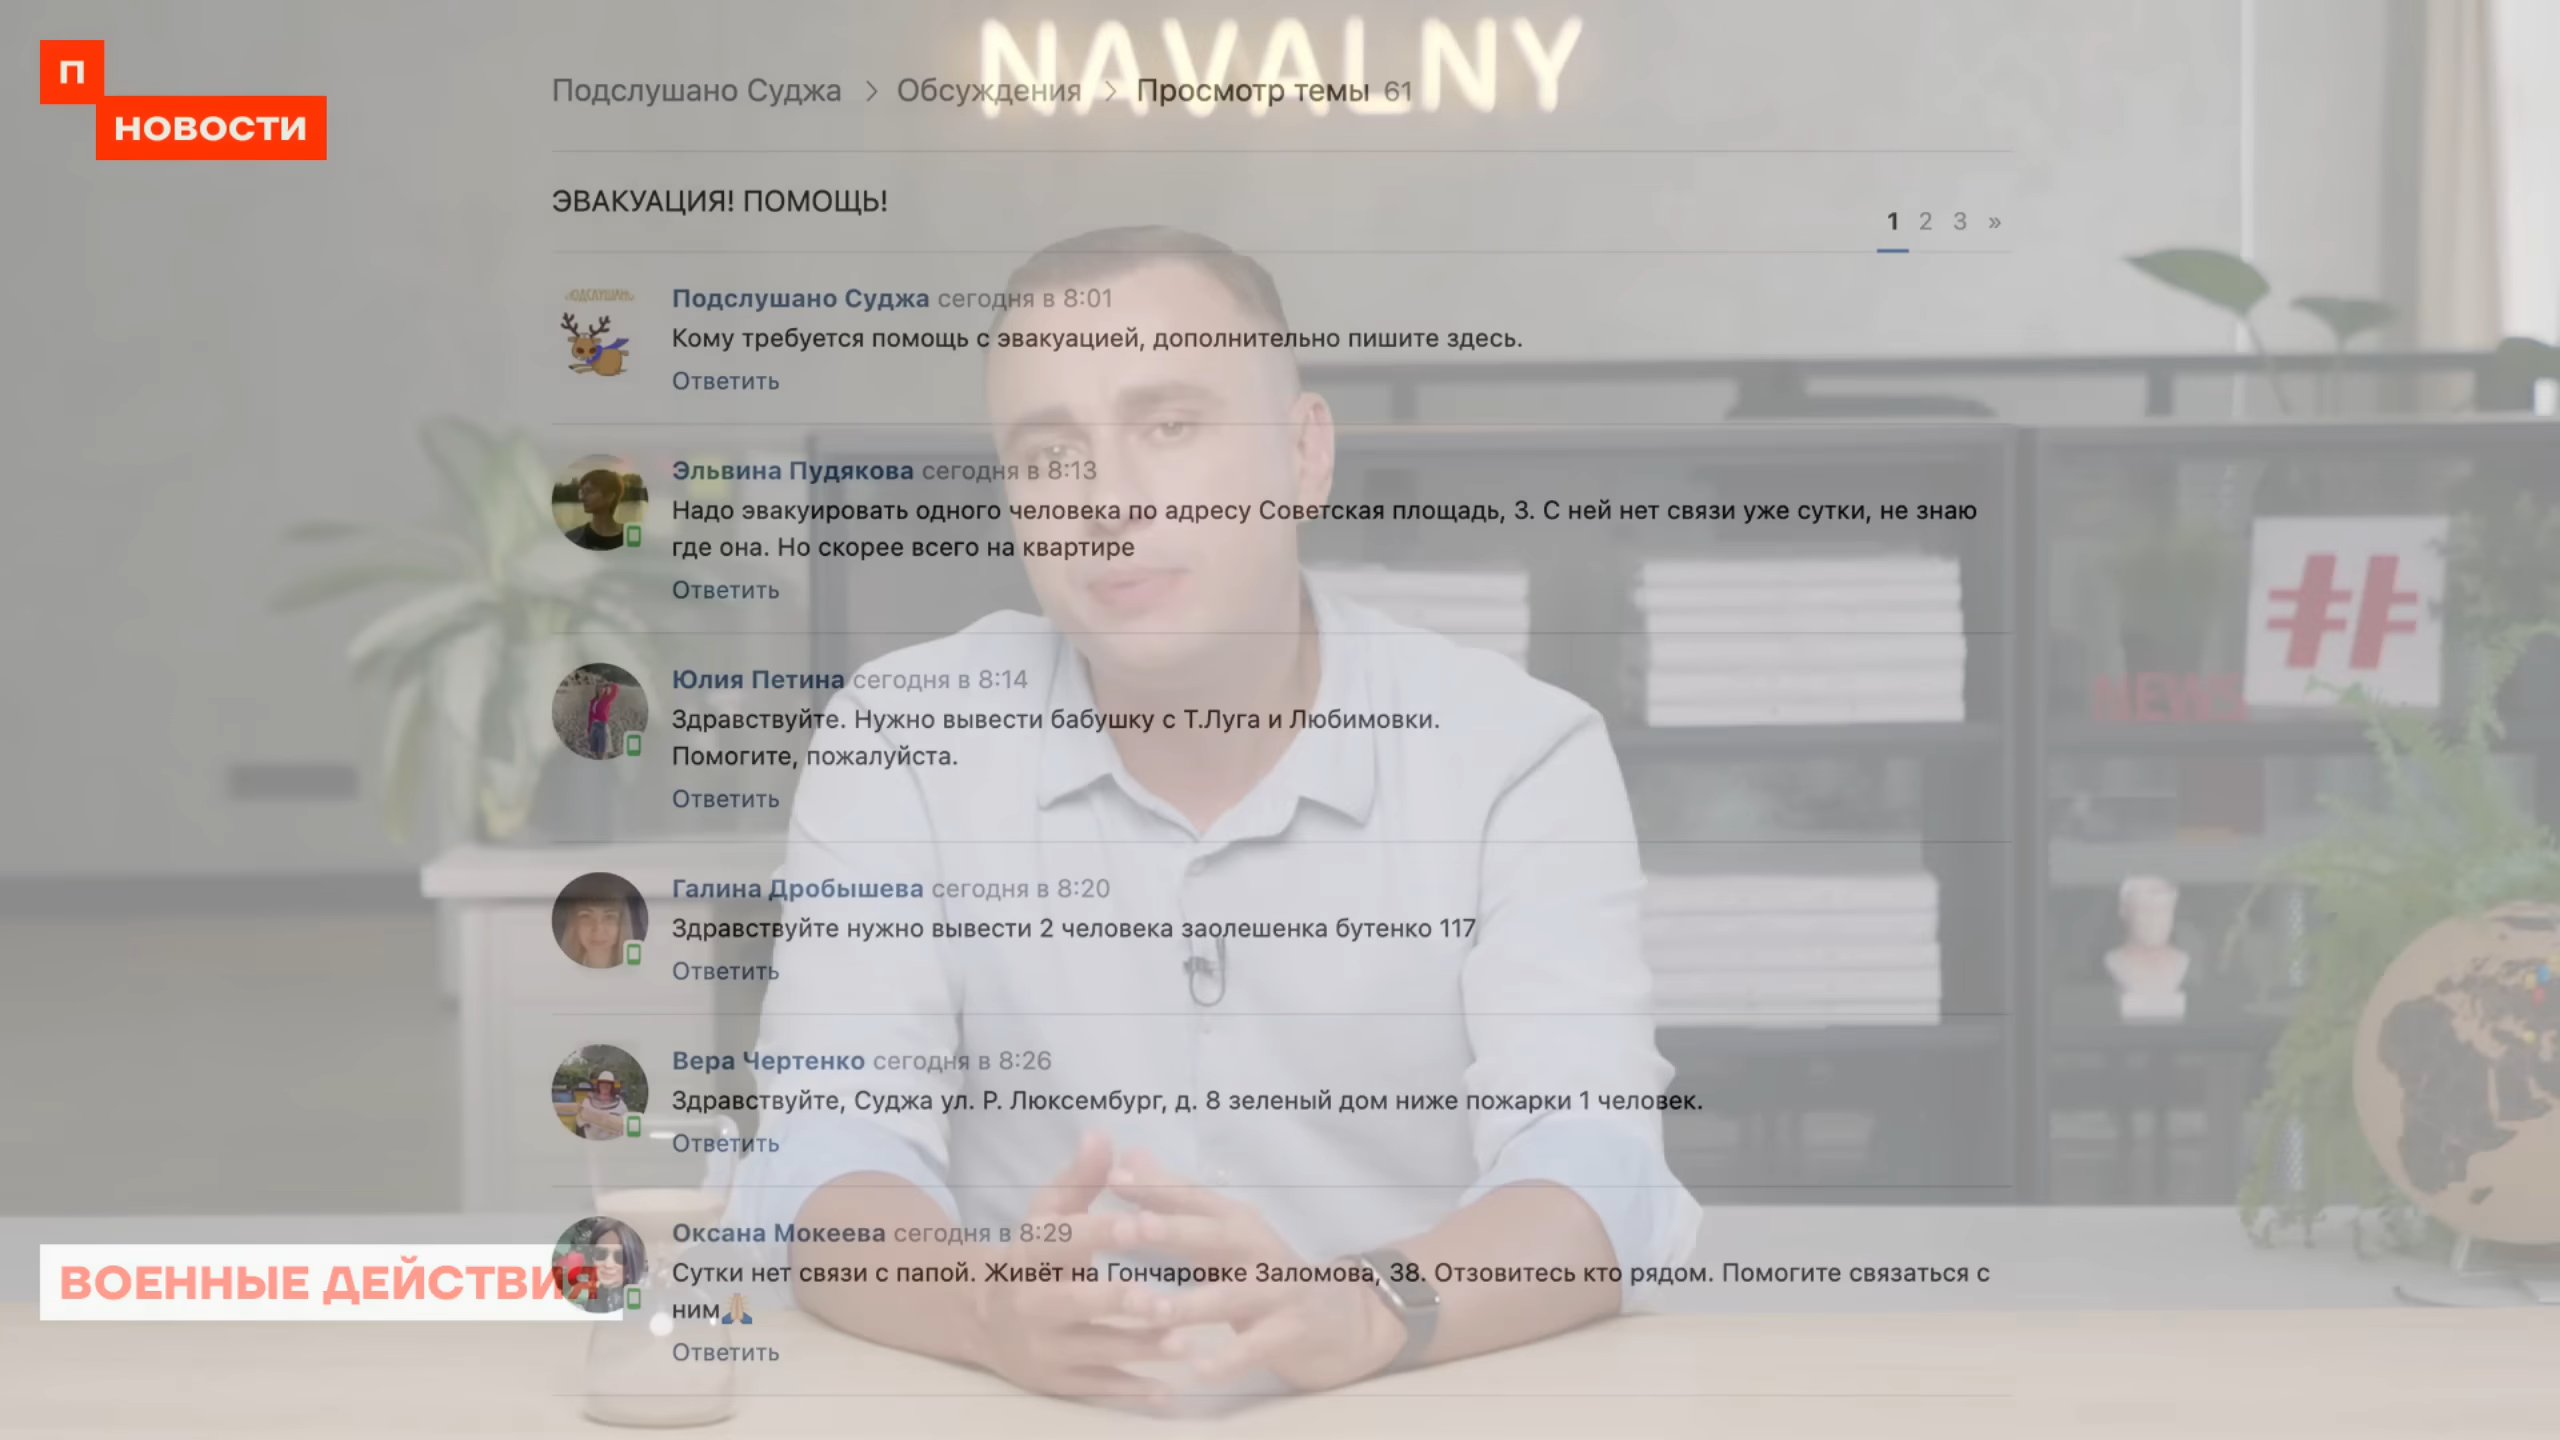 П
НОВОСТИ
NAVALNY
Подслушано Суджа > Обсуждения > Просмотр темы 61
ЭВАКУАЦИЯ! ПОМОЩЬ!
1 2 3 »
Подслушано Суджа сегодня в 8:01
Кому требуется помощь с эвакуацией, дополнительно пишите здесь.
Ответить
Эльвина Пудякова сегодня в 8:13
Надо эвакуировать одного человека по адресу Советская площадь, 3. С ней нет связи уже сутки, не знаю
где она. Но скорее всего на квартире
Ответить
Юлия Петина сегодня в 8:14
Здравствуйте. Нужно вывести бабушку с Т.Луга и Любимовки.
Помогите, пожалуйста.
Ответить
Галина Дробышева сегодня в 8:20
Здравствуйте нужно вывести 2 человека заолешенка бутенко 117
Ответить
Вера Чертенко сегодня в 8:26
Здравствуйте, Суджа ул. Р. Люксембург, д. 8 зеленый дом ниже пожарки 1 человек.
Ответить
Оксана Мокеева сегодня в 8:29
Сутки нет связи с папой. Живёт на Гончаровке Заломова, 38. Отзовитесь кто рядом. Помогите связаться с
ним🙏
Ответить
#
NEWS
ВОЕННЫЕ ДЕЙСТВИЯ